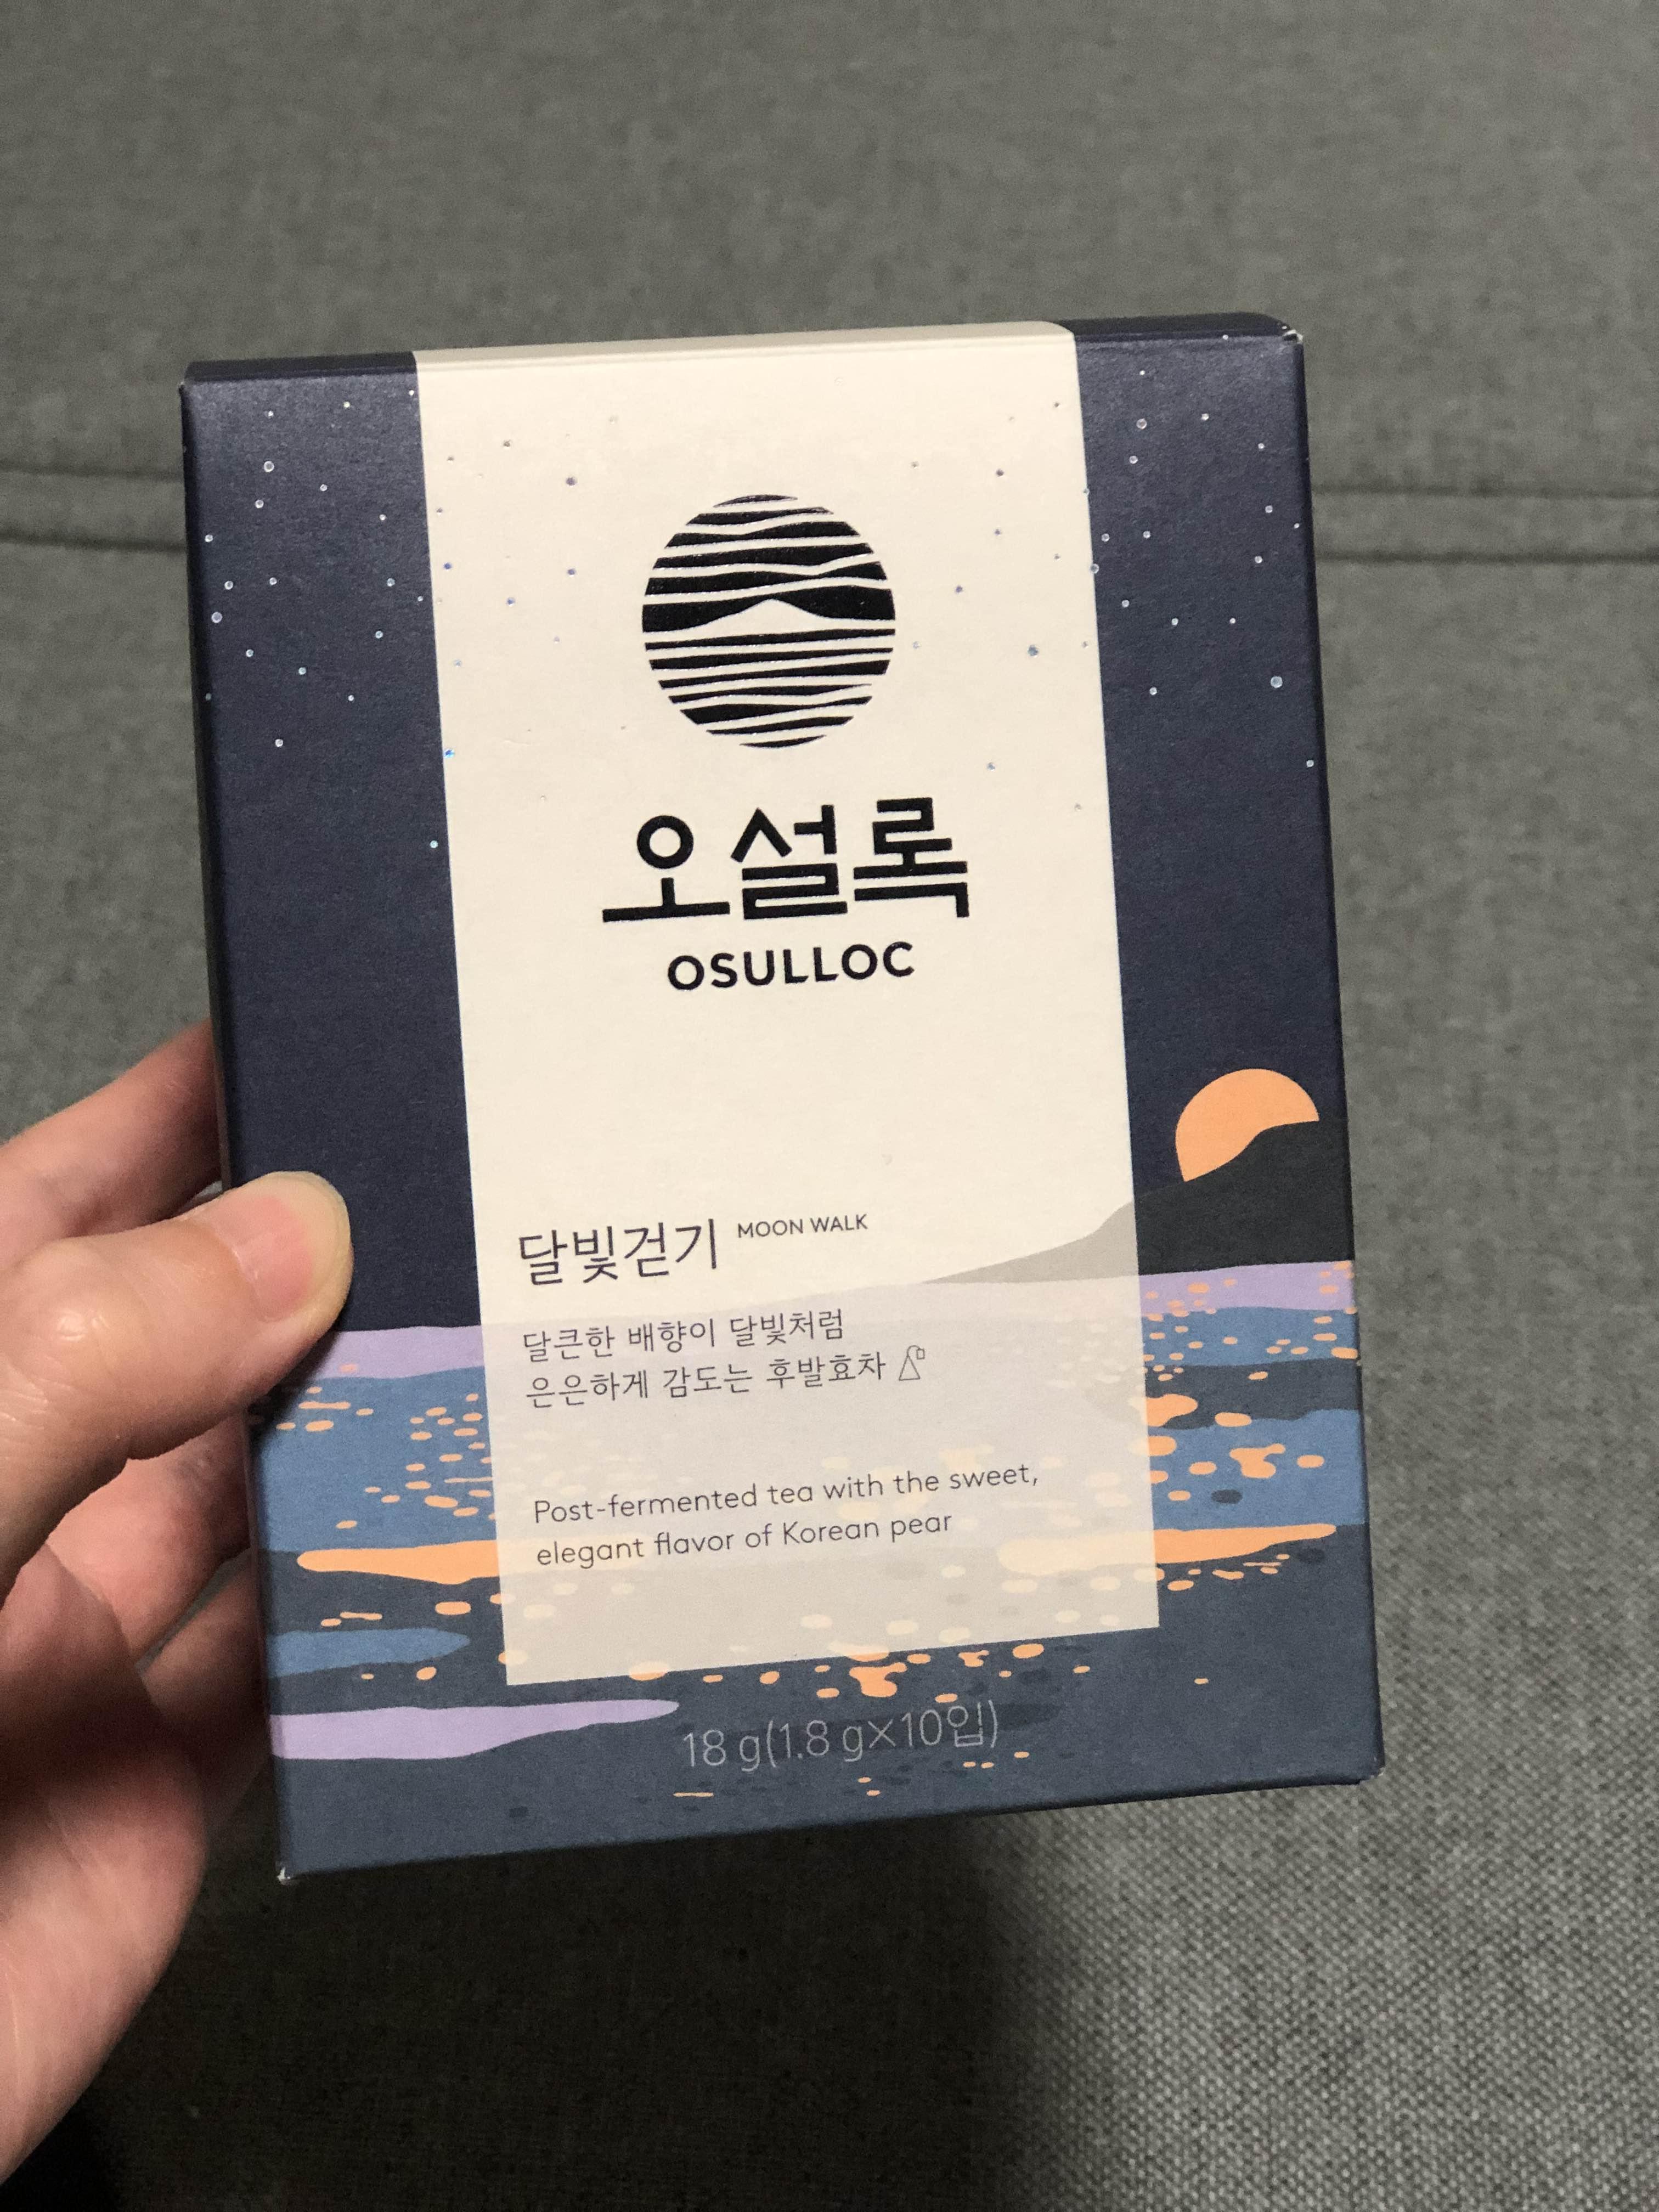 오설록
OSULLOC
달빛걷기 MOON WALK
달큰한 배향이 달빛처럼
은은하게 감도는 후발효차
Post-fermented tea with the sweet,
elegant flavor of Korean pear
18 g(1.8 g×10입)